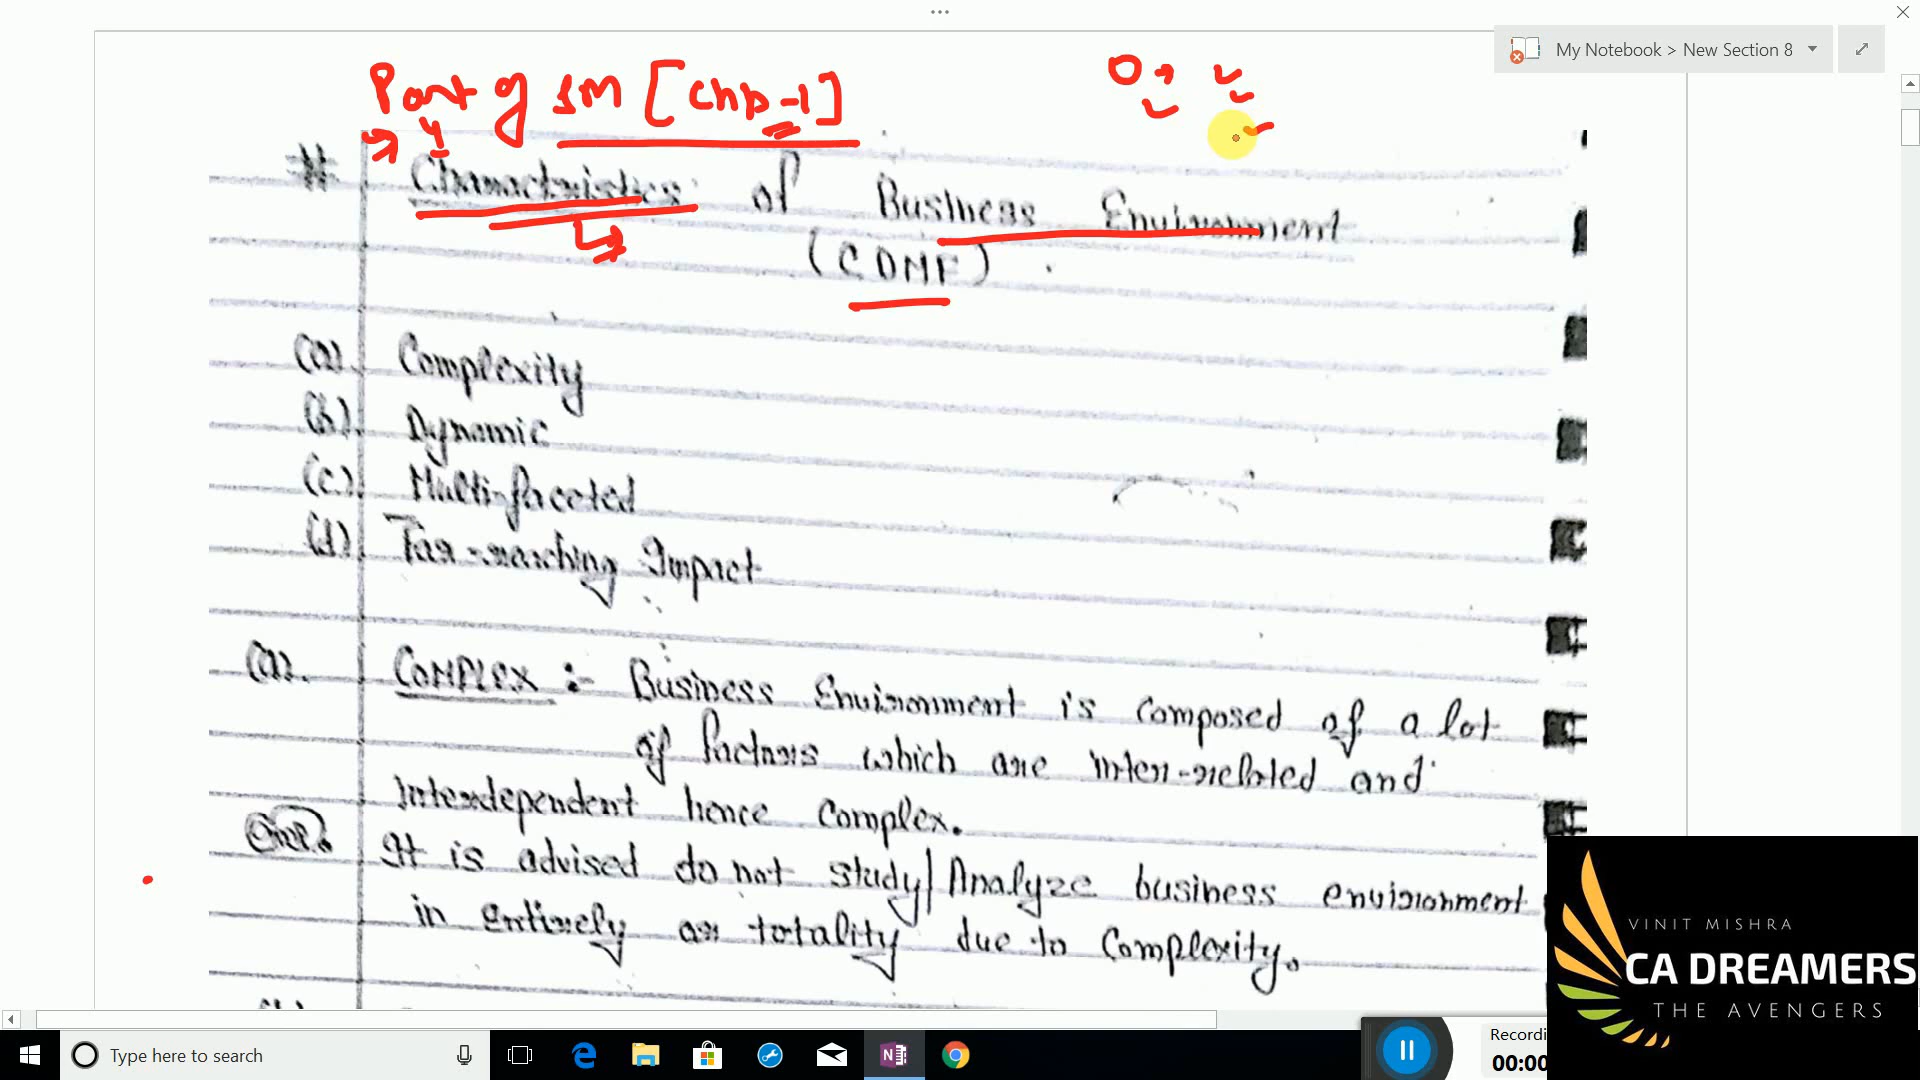 My Notebook > New Section 8
Part of SM [Chp-1]
# Characteristics of Business Environment
(CDMF)
(a). Complexity
(b). Dynamic
(c). Multi-faceted
(d). Far-reaching Impact
(a). COMPLEX :- Business Environment is composed of a lot
of factors which are inter-related and
Interdependent hence Complex.
It is advised do not study/Analyze business environment
in entirely or totality due to Complexity.
VINIT MISHRA
CA DREAMERS
THE AVENGERS
Type here to search
Recordi
00:00